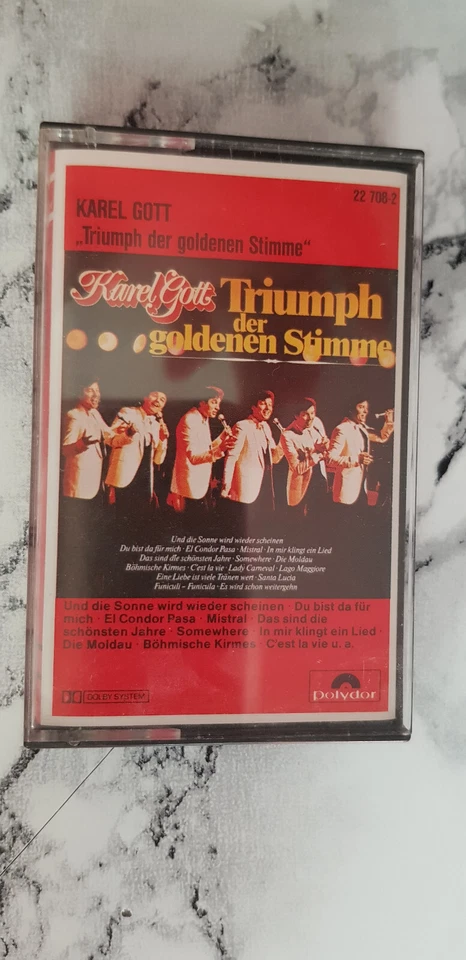 22 708-2
KAREL GOTT
„Triumph der goldenen Stimme"
Karel Gott Triumph
der
goldenen Stimme
Und die Sonne wird wieder scheinen
Du bist da für mich · El Condor Pasa · Mistral · In mir klingt ein Lied
Das sind die schönsten Jahre · Somewhere · Die Moldau
Böhmische Kirmes · C'est la vie · Lady Carneval · Lago Maggiore
Eine Liebe ist viele Tränen wert · Santa Lucia
Funiculi - Funicula · Es wird schon weitergehn
Und die Sonne wird wieder scheinen · Du bist da für
mich · El Condor Pasa · Mistral · Das sind die
schönsten Jahre · Somewhere · In mir klingt ein Lied ·
Die Moldau · Böhmische Kirmes · C'est la vie u. a.
DOLBY SYSTEM
Polydor